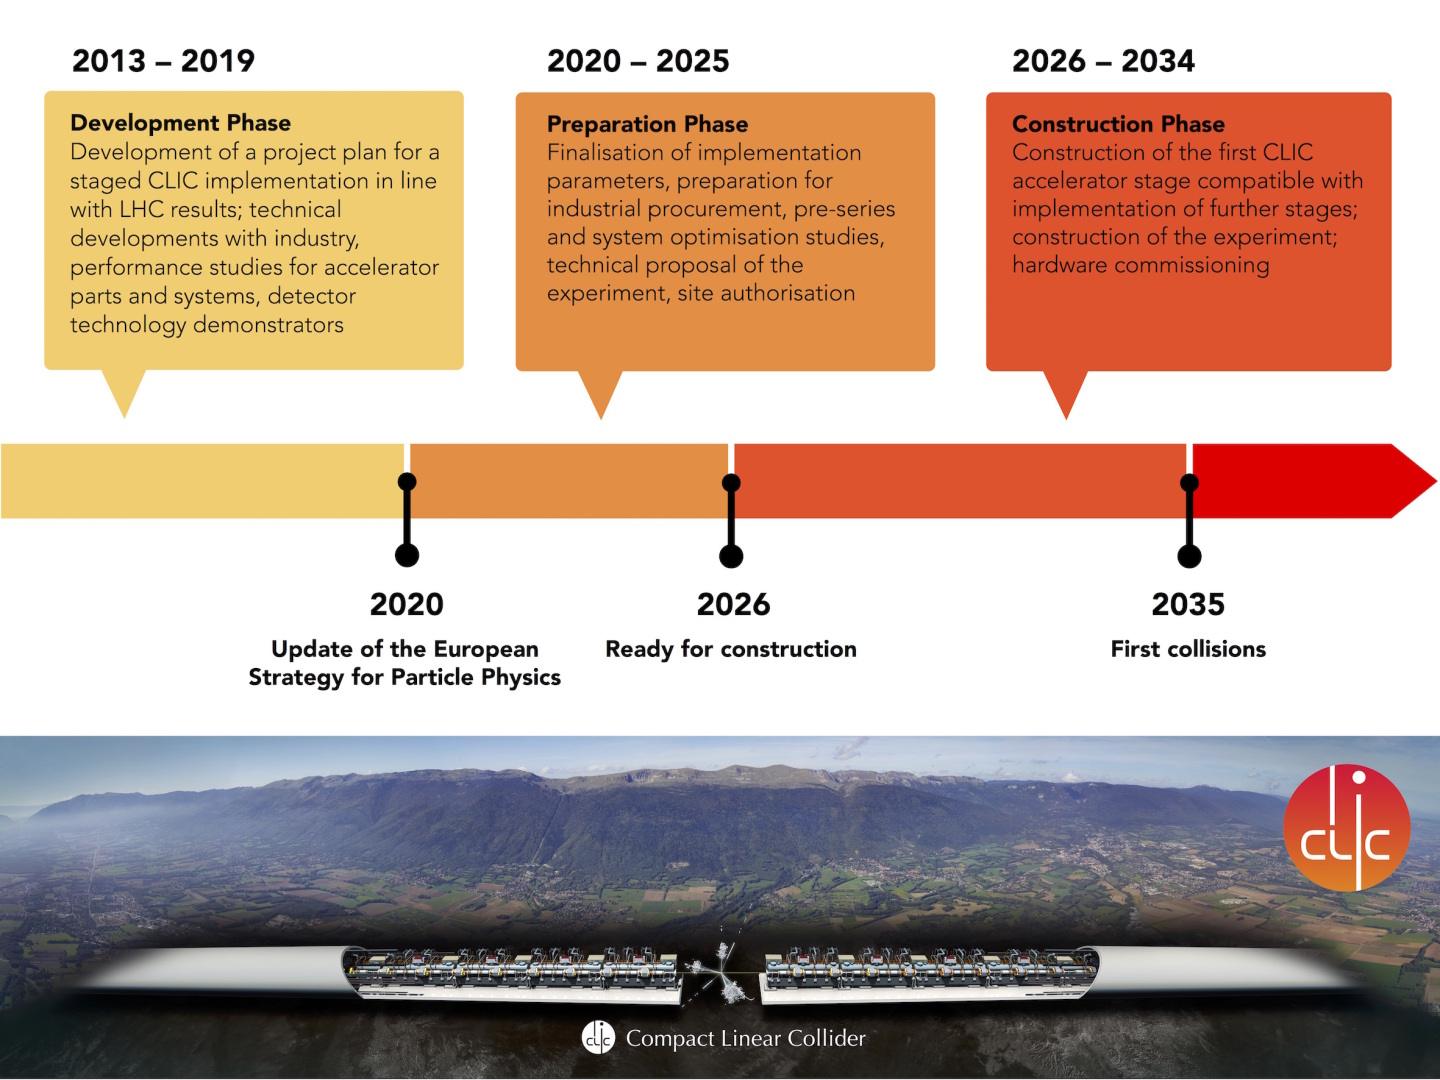 2013 – 2019
Development Phase
Development of a project plan for a
staged CLIC implementation in line
with LHC results; technical
developments with industry,
performance studies for accelerator
parts and systems, detector
technology demonstrators
2020 – 2025
Preparation Phase
Finalisation of implementation
parameters, preparation for
industrial procurement, pre-series
and system optimisation studies,
technical proposal of the
experiment, site authorisation
2026 – 2034
Construction Phase
Construction of the first CLIC
accelerator stage compatible with
implementation of further stages;
construction of the experiment;
hardware commissioning
2020
Update of the European
Strategy for Particle Physics
2026
Ready for construction
2035
First collisions
clic
clic Compact Linear Collider